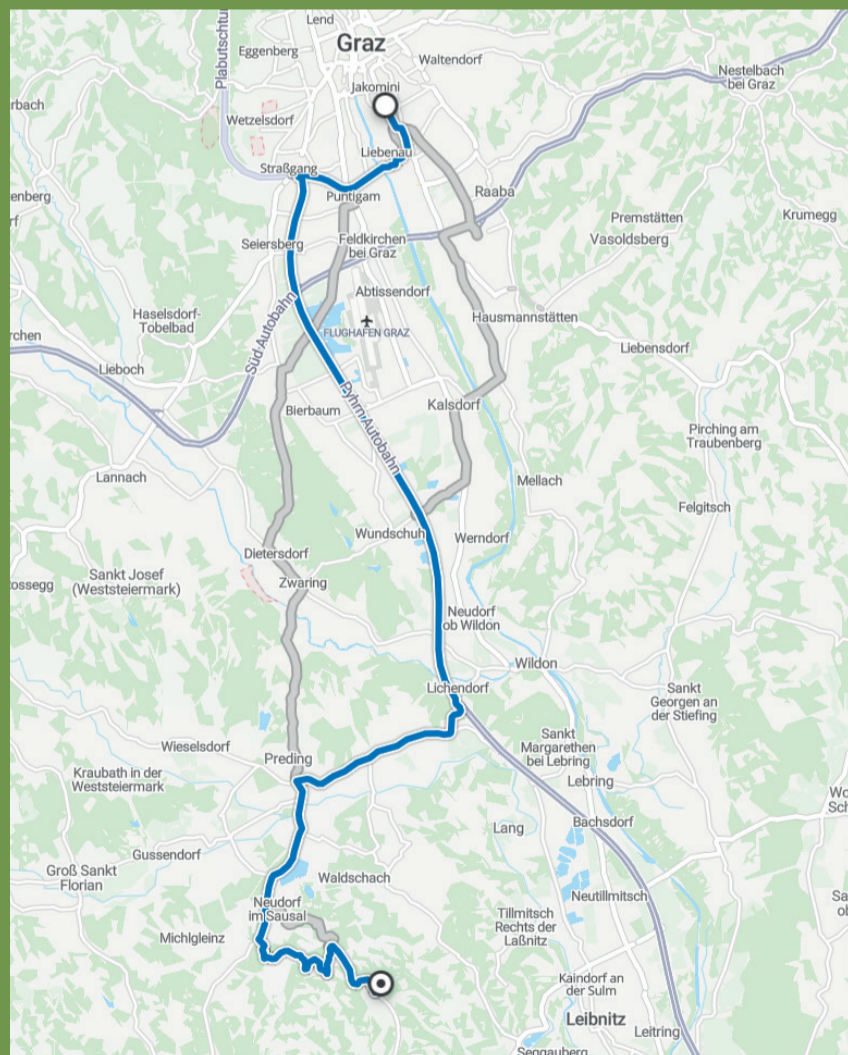 Lend
Graz
Eggenberg
Waltendorf
Plabutschtun
Nestelbach
bei Graz
Jakomini
Wetzelsdorf
Liebenau
Straßgang
Raaba
Puntigam
Premstätten
Krumegg
Vasoldsberg
Seiersberg
Feldkirchen
bei Graz
Abtissendorf
Haselsdorf-
Tobelbad
Hausmannstätten
FLUGHAFEN GRAZ
Süd Autobahn
Liebensdorf
Lieboch
Pyhrn Autobahn
Bierbaum
Kalsdorf
Pirching am
Traubenberg
Lannach
Mellach
Felgitsch
Wundschuh
Werndorf
Dietersdorf
Sankt Josef
(Weststeiermark)
ossegg
Zwaring
Neudorf
ob Wildon
Wildon
Lichendorf
Sankt
Georgen an
der Stiefing
Wieselsdorf
Preding
Sankt
Margarethen
bei Lebring
Kraubath in der
Weststeiermark
Lebring
Lang
Bachsdorf
Gussendorf
Groß Sankt
Florian
Waldschach
Neutillmitsch
Neudorf
im Sausal
Tillmitsch
Rechts der
Laßnitz
Michlgleinz
Kaindorf an
der Sulm
Leibnitz
Leitring
Seggauberg